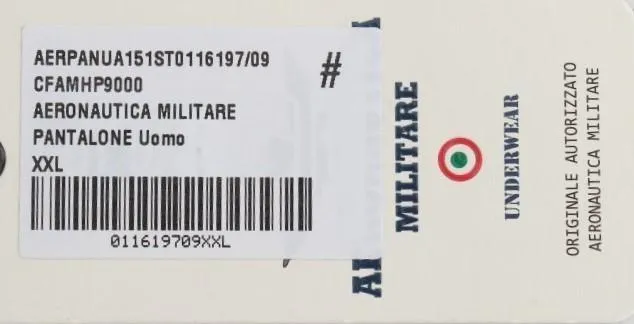 AERPANUA151ST0116197/09
#
CFAMHP9000
AERONAUTICA MILITARE
PANTALONE Uomo
XXL
011619709XXL
MILITARE
UNDERWEAR
ORIGINALE AUTORIZZATO
AERONAUTICA MILITARE